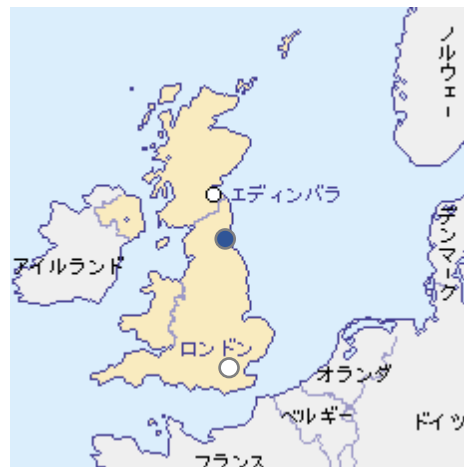 ノルウェー
エディンバラ
デンマーク
アイルランド
ロンドン
オランダ
ベルギー
ドイツ
フランス